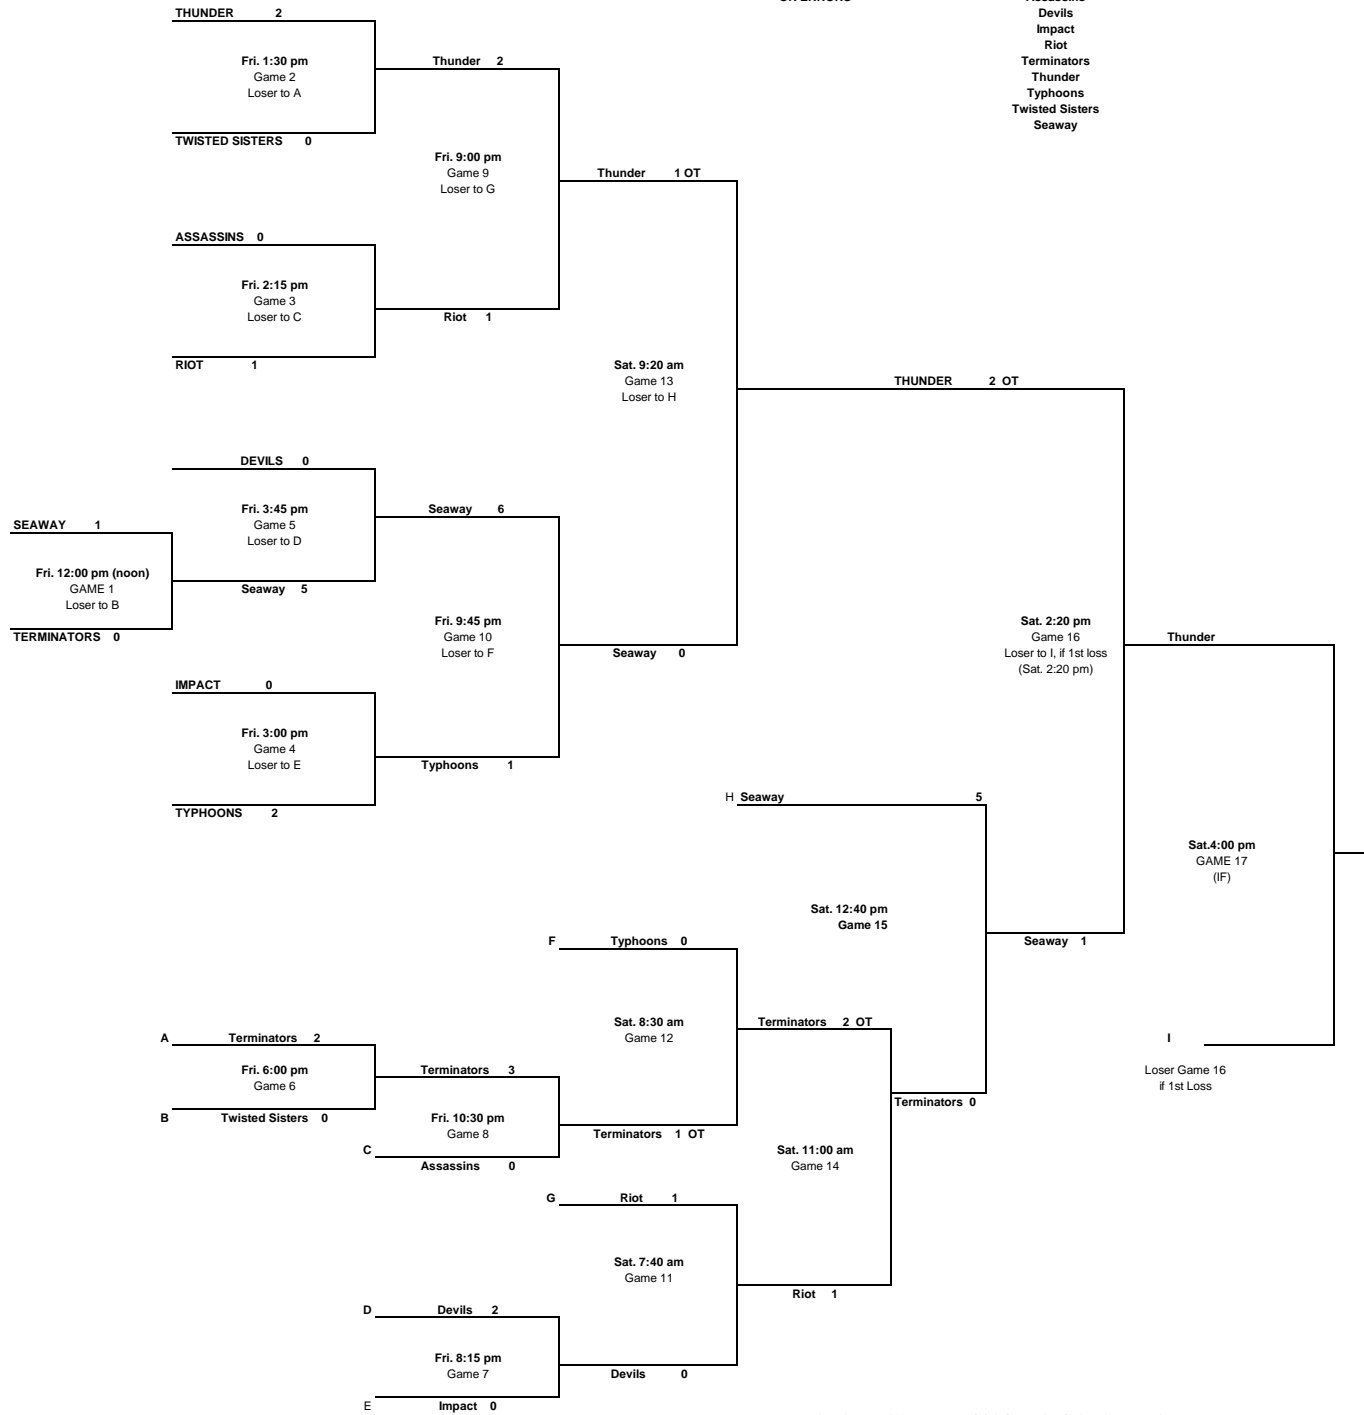 Devils
Impact
Riot
Terminators
Thunder
Typhoons
Twisted Sisters
Seaway
THUNDER 2
Fri. 1:30 pm
Game 2
Loser to A
TWISTED SISTERS 0
Thunder 2
Fri. 9:00 pm
Game 9
Loser to G
Thunder 1 OT
ASSASSINS 0
Fri. 2:15 pm
Game 3
Loser to C
RIOT 1
Riot 1
Sat. 9:20 am
Game 13
Loser to H
THUNDER 2 OT
DEVILS 0
Fri. 3:45 pm
Game 5
Loser to D
Seaway 5
SEAWAY 1
Fri. 12:00 pm (noon)
GAME 1
Loser to B
TERMINATORS 0
Seaway 6
Fri. 9:45 pm
Game 10
Loser to F
Seaway 0
IMPACT 0
Fri. 3:00 pm
Game 4
Loser to E
TYPHOONS 2
Typhoons 1
Sat. 2:20 pm
Game 16
Loser to I, if 1st loss
(Sat. 2:20 pm)
Thunder
H Seaway 5
Sat. 12:40 pm
Game 15
Seaway 1
Sat.4:00 pm
GAME 17
(IF)
F Typhoons 0
Sat. 8:30 am
Game 12
Terminators 2 OT
A Terminators 2
Fri. 6:00 pm
Game 6
B Twisted Sisters 0
Terminators 3
Fri. 10:30 pm
Game 8
C
Assassins 0
Terminators 1 OT
Sat. 11:00 am
Game 14
Terminators 0
I
Loser Game 16
if 1st Loss
G Riot 1
Sat. 7:40 am
Game 11
Riot 1
D Devils 2
Fri. 8:15 pm
Game 7
E Impact 0
Devils 0